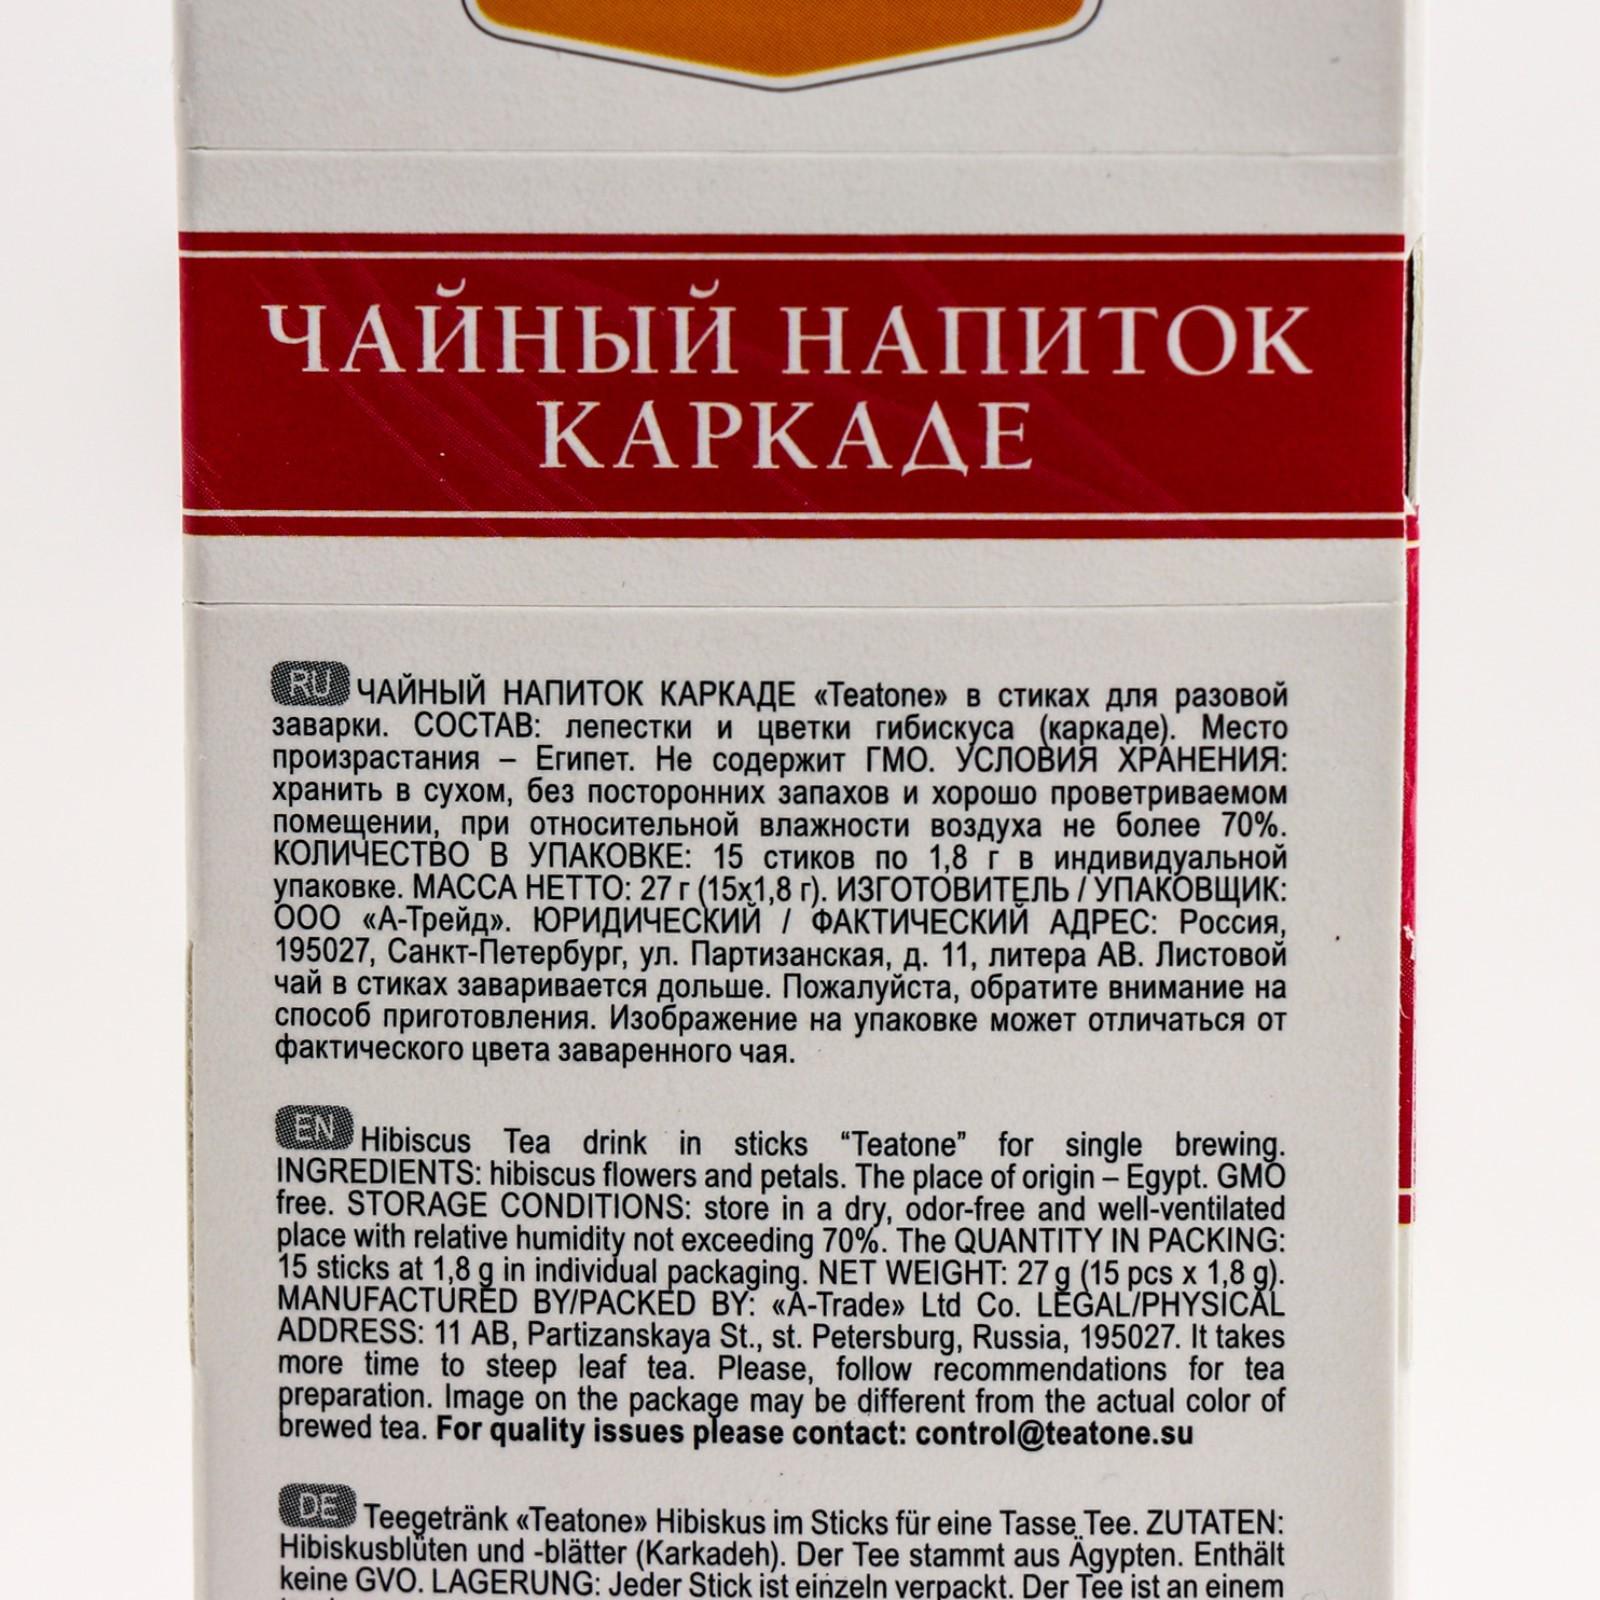 ЧАЙНЫЙ НАПИТОК
КАРКАДЕ
RU ЧАЙНЫЙ НАПИТОК КАРКАДЕ «Teatone» в стиках для разовой
заварки. СОСТАВ: лепестки и цветки гибискуса (каркаде). Место
произрастания – Египет. Не содержит ГМО. УСЛОВИЯ ХРАНЕНИЯ:
хранить в сухом, без посторонних запахов и хорошо проветриваемом
помещении, при относительной влажности воздуха не более 70%.
КОЛИЧЕСТВО В УПАКОВКЕ: 15 стиков по 1,8 г в индивидуальной
упаковке. МАССА НЕТТО: 27 г (15х1,8 г). ИЗГОТОВИТЕЛЬ / УПАКОВЩИК:
ООО «А-Трейд». ЮРИДИЧЕСКИЙ / ФАКТИЧЕСКИЙ АДРЕС: Россия,
195027, Санкт-Петербург, ул. Партизанская, д. 11, литера АВ. Листовой
чай в стиках заваривается дольше. Пожалуйста, обратите внимание на
способ приготовления. Изображение на упаковке может отличаться от
фактического цвета заваренного чая.
EN Hibiscus Tea drink in sticks “Teatone” for single brewing.
INGREDIENTS: hibiscus flowers and petals. The place of origin – Egypt. GMO
free. STORAGE CONDITIONS: store in a dry, odor-free and well-ventilated
place with relative humidity not exceeding 70%. The QUANTITY IN PACKING:
15 sticks at 1,8 g in individual packaging. NET WEIGHT: 27 g (15 pcs x 1,8 g).
MANUFACTURED BY/PACKED BY: «A-Trade» Ltd Co. LEGAL/PHYSICAL
ADDRESS: 11 AB, Partizanskaya St., st. Petersburg, Russia, 195027. It takes
more time to steep leaf tea. Please, follow recommendations for tea
preparation. Image on the package may be different from the actual color of
brewed tea. For quality issues please contact: control@teatone.su
DE Teegetränk «Teatone» Hibiskus im Sticks für eine Tasse Tee. ZUTATEN:
Hibiskusblüten und -blätter (Karkadeh). Der Tee stammt aus Ägypten. Enthält
keine GVO. LAGERUNG: Jeder Stick ist einzeln verpackt. Der Tee ist an einem